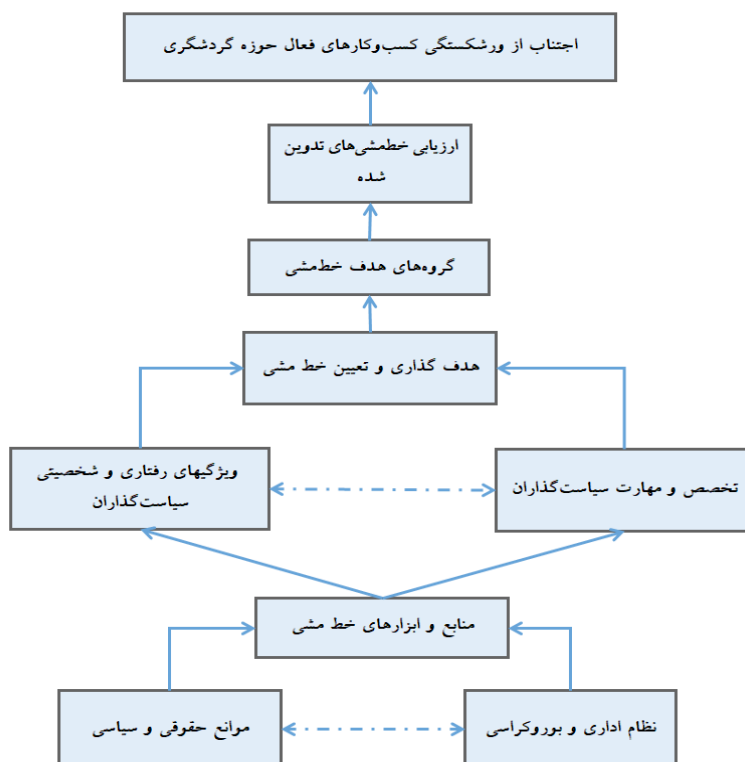 اجتناب از ورشکستگی کسب‌وکارهای فعال حوزه گردشگری
ارزیابی خط‌مشی‌های تدوین
شده
گروه‌های هدف خط‌مشی
هدف گذاری و تعیین خط مشی
ویژگیهای رفتاری و شخصیتی
سیاست‌گذاران
تخصص و مهارت سیاست‌گذاران
منابع و ابزارهای خط مشی
نظام اداری و بوروکراسی
موانع حقوقی و سیاسی